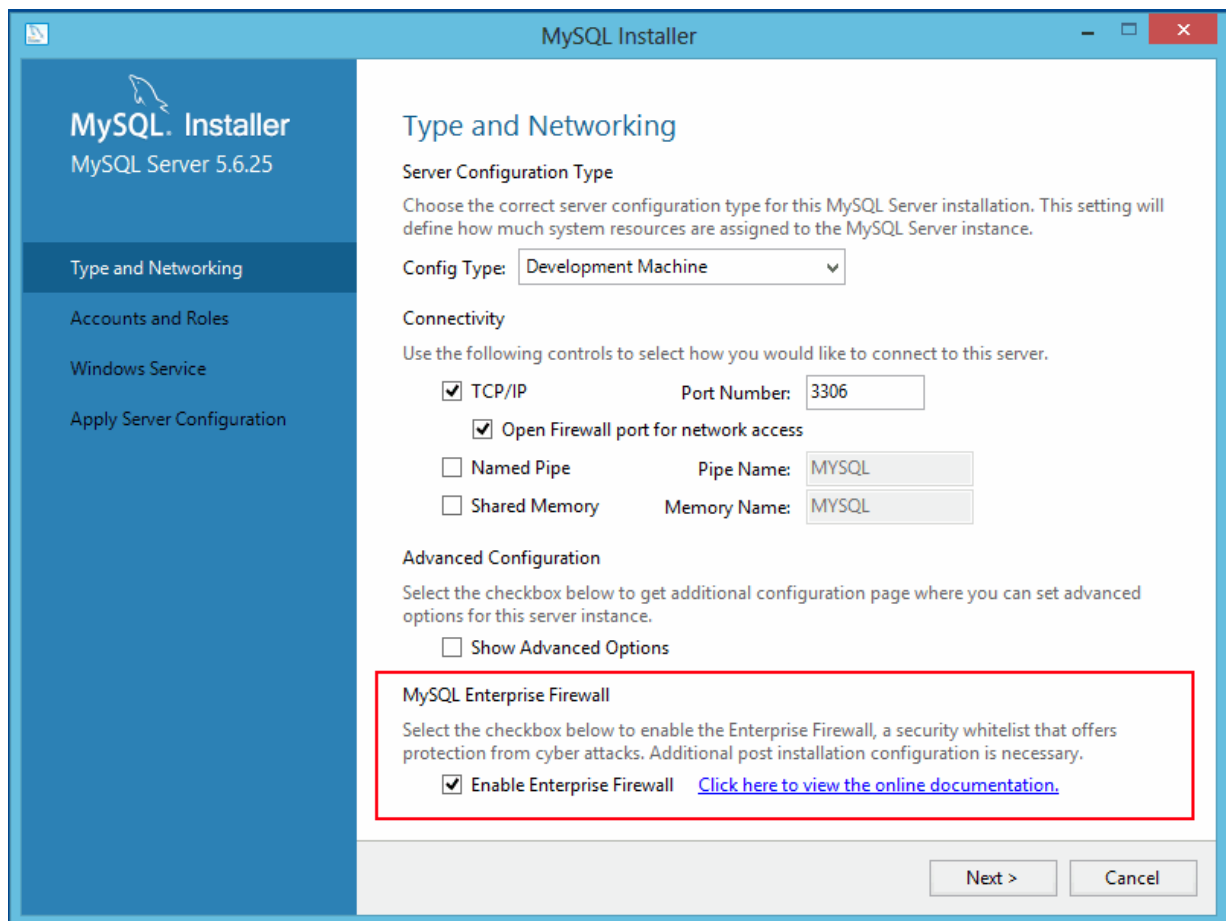 MySQL Installer
MySQL. Installer
MySQL Server 5.6.25
Type and Networking
Accounts and Roles
Windows Service
Apply Server Configuration
Type and Networking
Server Configuration Type
Choose the correct server configuration type for this MySQL Server installation. This setting will
define how much system resources are assigned to the MySQL Server instance.
Config Type: Development Machine
Connectivity
Use the following controls to select how you would like to connect to this server.
TCP/IP Port Number: 3306
Open Firewall port for network access
Named Pipe Pipe Name: MYSQL
Shared Memory Memory Name: MYSQL
Advanced Configuration
Select the checkbox below to get additional configuration page where you can set advanced
options for this server instance.
Show Advanced Options
MySQL Enterprise Firewall
Select the checkbox below to enable the Enterprise Firewall, a security whitelist that offers
protection from cyber attacks. Additional post installation configuration is necessary.
Enable Enterprise Firewall Click here to view the online documentation.
Next > Cancel